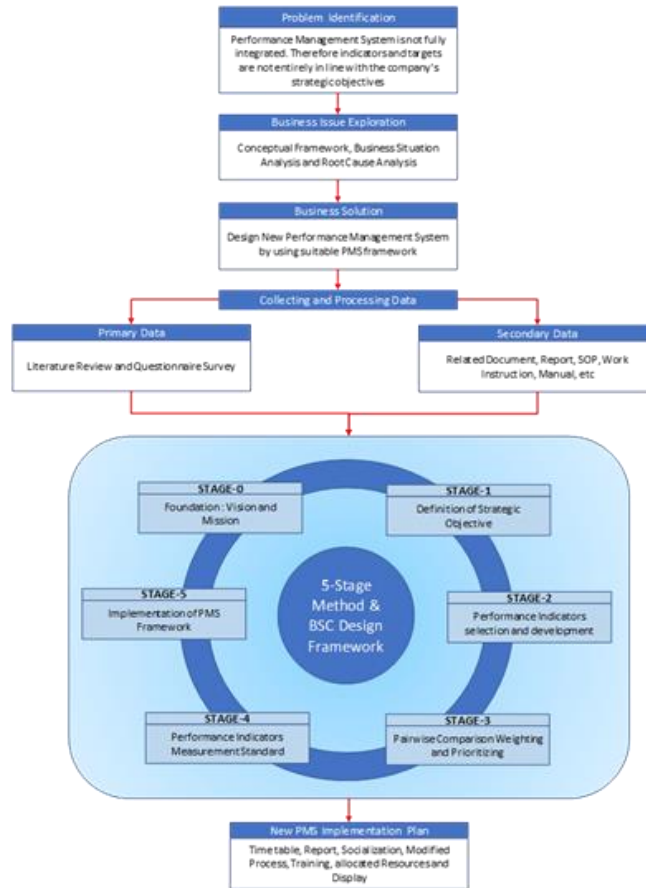 Problem Identification
Performance Management System is not fully
integrated. Therefore indicators and targets
are not entirely in line with the company's
strategic objectives
Business Issue Exploration
Conceptual Framework, Business Situation
Analysis and Root Cause Analysis
Business Solution
Design New Performance Management System
by using suitable PMS framework
Collecting and Processing Data
Primary Data
Literature Review and Questionnaire Survey
Secondary Data
Related Document, Report, SOP, Work
Instruction, Manual, etc
STAGE-0
Foundation : Vision and
Mission
STAGE-1
Definition of Strategic
Objective
STAGE-5
Implementation of PMS
Framework
5-Stage
Method &
BSC Design
Framework
STAGE-2
Performance Indicators
selection and development
STAGE-4
Performance Indicators
Measurement Standard
STAGE-3
Pairwise Comparison Weighting
and Prioritizing
New PMS Implementation Plan
Time table, Report, Socialization, Modified
Process, Training, allocated Resources and
Display